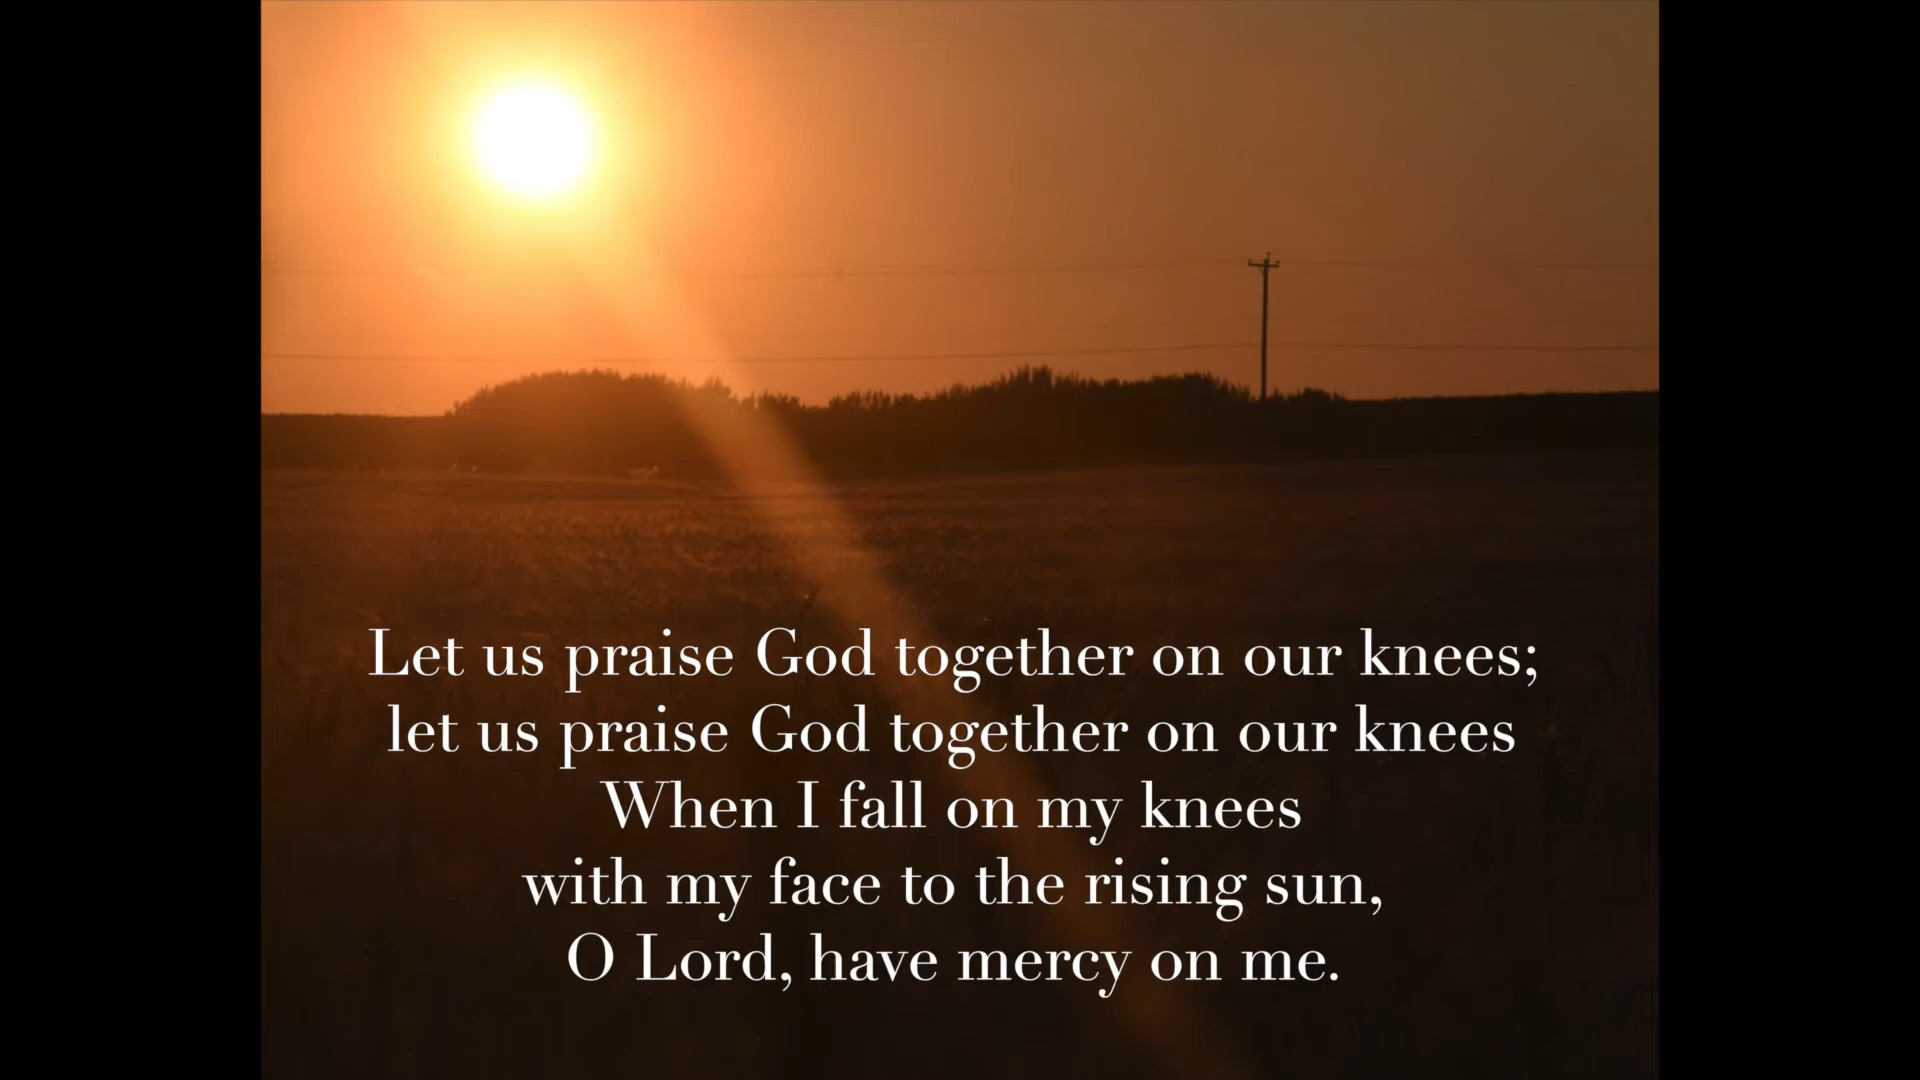 Let us praise God together on our knees;
let us praise God together on our knees
When I fall on my knees
with my face to the rising sun,
O Lord, have mercy on me.